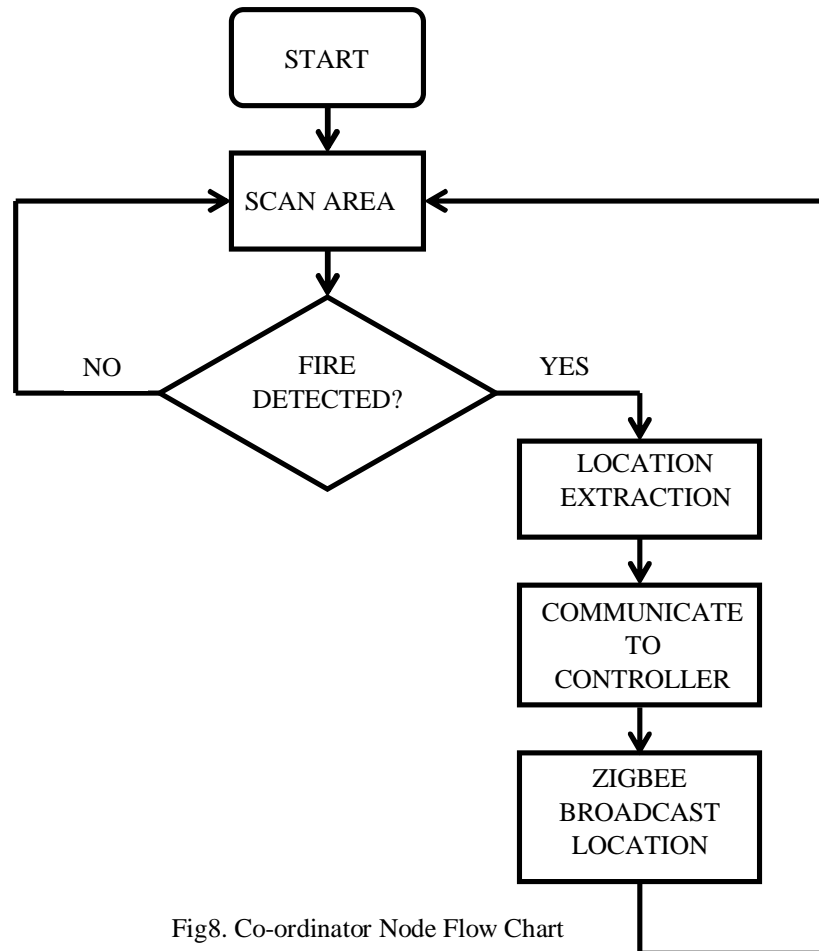 START
SCAN AREA
NO
FIRE
DETECTED?
YES
LOCATION
EXTRACTION
COMMUNICATE
TO
CONTROLLER
ZIGBEE
BROADCAST
LOCATION
Fig8. Co-ordinator Node Flow Chart